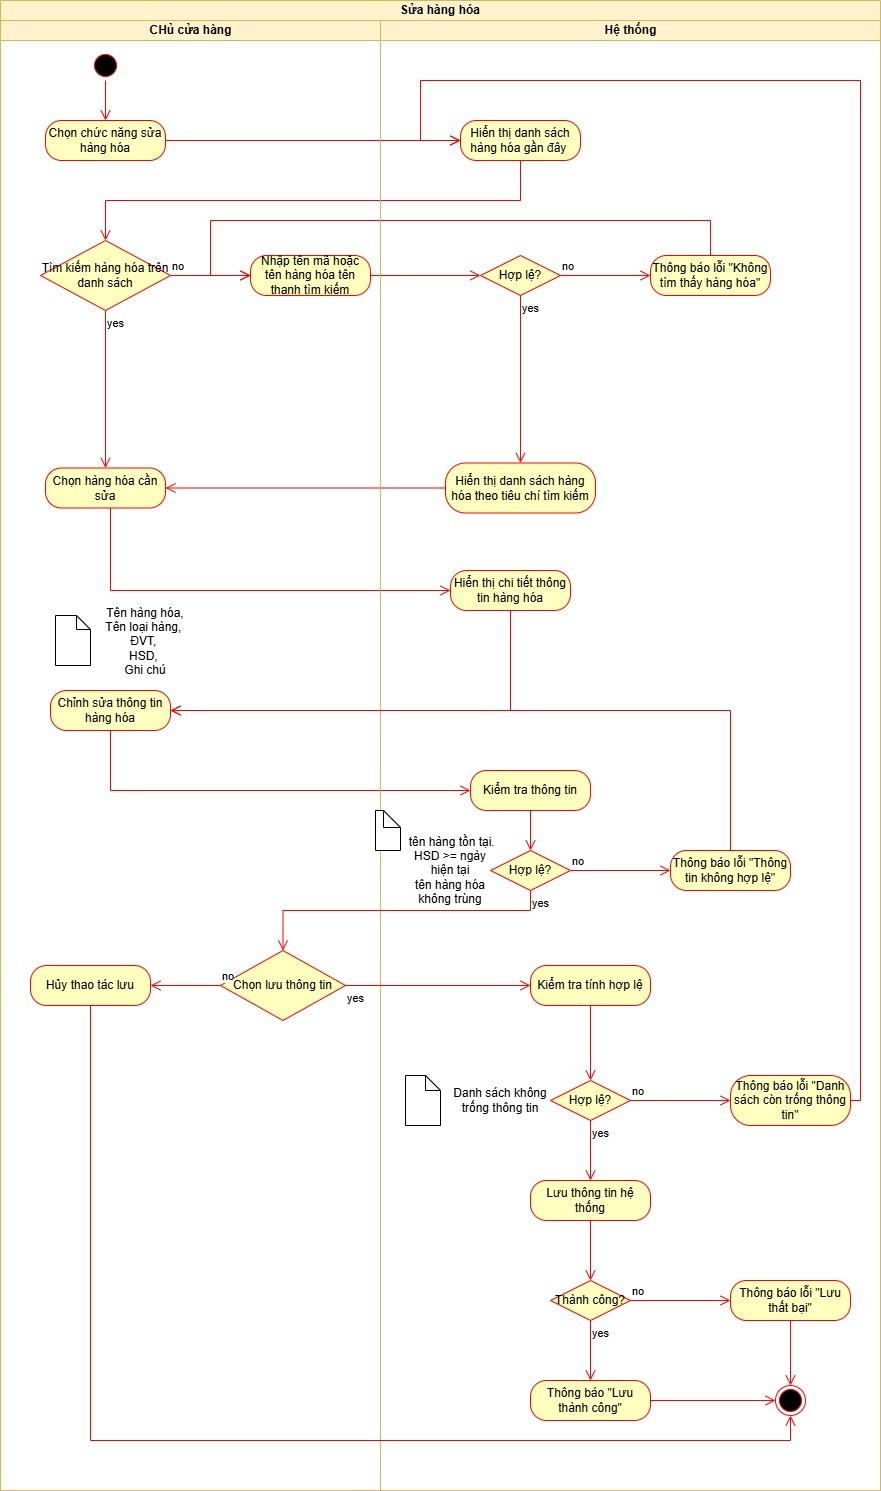 Sửa hàng hóa
CHủ cửa hàng
Hệ thống
Chọn chức năng sửa
hàng hóa
Hiển thị danh sách
hàng hóa gần đây
Tìm kiếm hàng hóa trên
danh sách
no
yes
Nhập tên mã hoặc
tên hàng hóa tên
thanh tìm kiếm
Hợp lệ?
no
yes
Thông báo lỗi "Không
tìm thấy hàng hóa"
Chọn hàng hóa cần
sửa
Hiển thị danh sách hàng
hóa theo tiêu chí tìm kiếm
Hiển thị chi tiết thông
tin hàng hóa
Tên hàng hóa,
Tên loại hàng,
ĐVT,
HSD,
Ghi chú
Chỉnh sửa thông tin
hàng hóa
Kiểm tra thông tin
tên hàng tồn tại.
HSD >= ngày
hiện tại
tên hàng hóa
không trùng
Hợp lệ?
no
yes
Thông báo lỗi "Thông
tin không hợp lệ"
Hủy thao tác lưu
no
Chọn lưu thông tin
yes
Kiểm tra tính hợp lệ
Danh sách không
trống thông tin
Hợp lệ?
no
yes
Thông báo lỗi "Danh
sách còn trống thông
tin"
Lưu thông tin hệ
thống
Thành công?
no
yes
Thông báo lỗi "Lưu
thất bại"
Thông báo "Lưu
thành công"